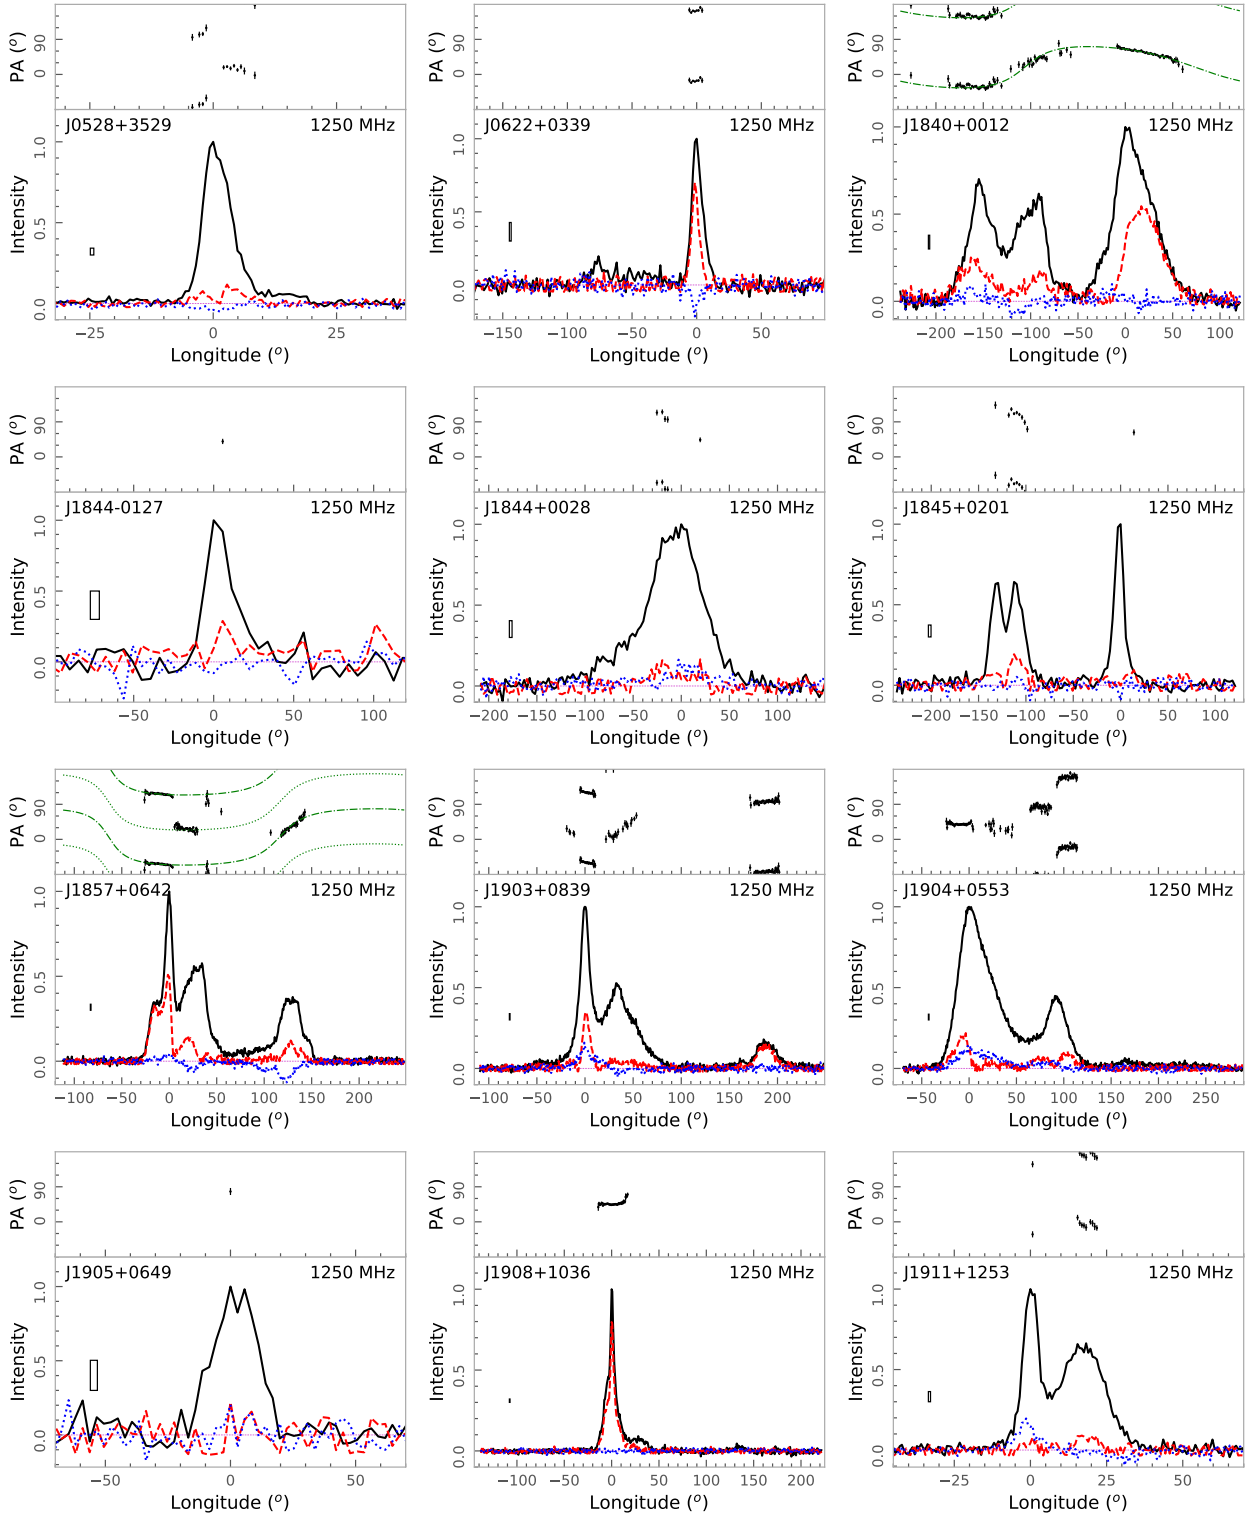 PA (°)
90
0
J0528+3529 1250 MHz
Intensity
1.0
0.5
0.0
−25 0 25
Longitude (°)
PA (°)
90
0
J0622+0339 1250 MHz
Intensity
1.0
0.5
0.0
−150 −100 −50 0 50
Longitude (°)
PA (°)
90
0
J1840+0012 1250 MHz
Intensity
1.0
0.5
0.0
−200 −150 −100 −50 0 50 100
Longitude (°)
PA (°)
90
0
J1844-0127 1250 MHz
Intensity
1.0
0.5
0.0
−50 0 50 100
Longitude (°)
PA (°)
90
0
J1844+0028 1250 MHz
Intensity
1.0
0.5
0.0
−200 −150 −100 −50 0 50 100
Longitude (°)
PA (°)
90
0
J1845+0201 1250 MHz
Intensity
1.0
0.5
0.0
−200 −150 −100 −50 0 50 100
Longitude (°)
PA (°)
90
0
J1857+0642 1250 MHz
Intensity
1.0
0.5
0.0
−100 −50 0 50 100 150 200
Longitude (°)
PA (°)
90
0
J1903+0839 1250 MHz
Intensity
1.0
0.5
0.0
−100 −50 0 50 100 150 200
Longitude (°)
PA (°)
90
0
J1904+0553 1250 MHz
Intensity
1.0
0.5
0.0
−50 0 50 100 150 200 250
Longitude (°)
PA (°)
90
0
J1905+0649 1250 MHz
Intensity
1.0
0.5
0.0
−50 0 50
Longitude (°)
PA (°)
90
0
J1908+1036 1250 MHz
Intensity
1.0
0.5
0.0
−100 −50 0 50 100 150 200
Longitude (°)
PA (°)
90
0
J1911+1253 1250 MHz
Intensity
1.0
0.5
0.0
−25 0 25 50
Longitude (°)